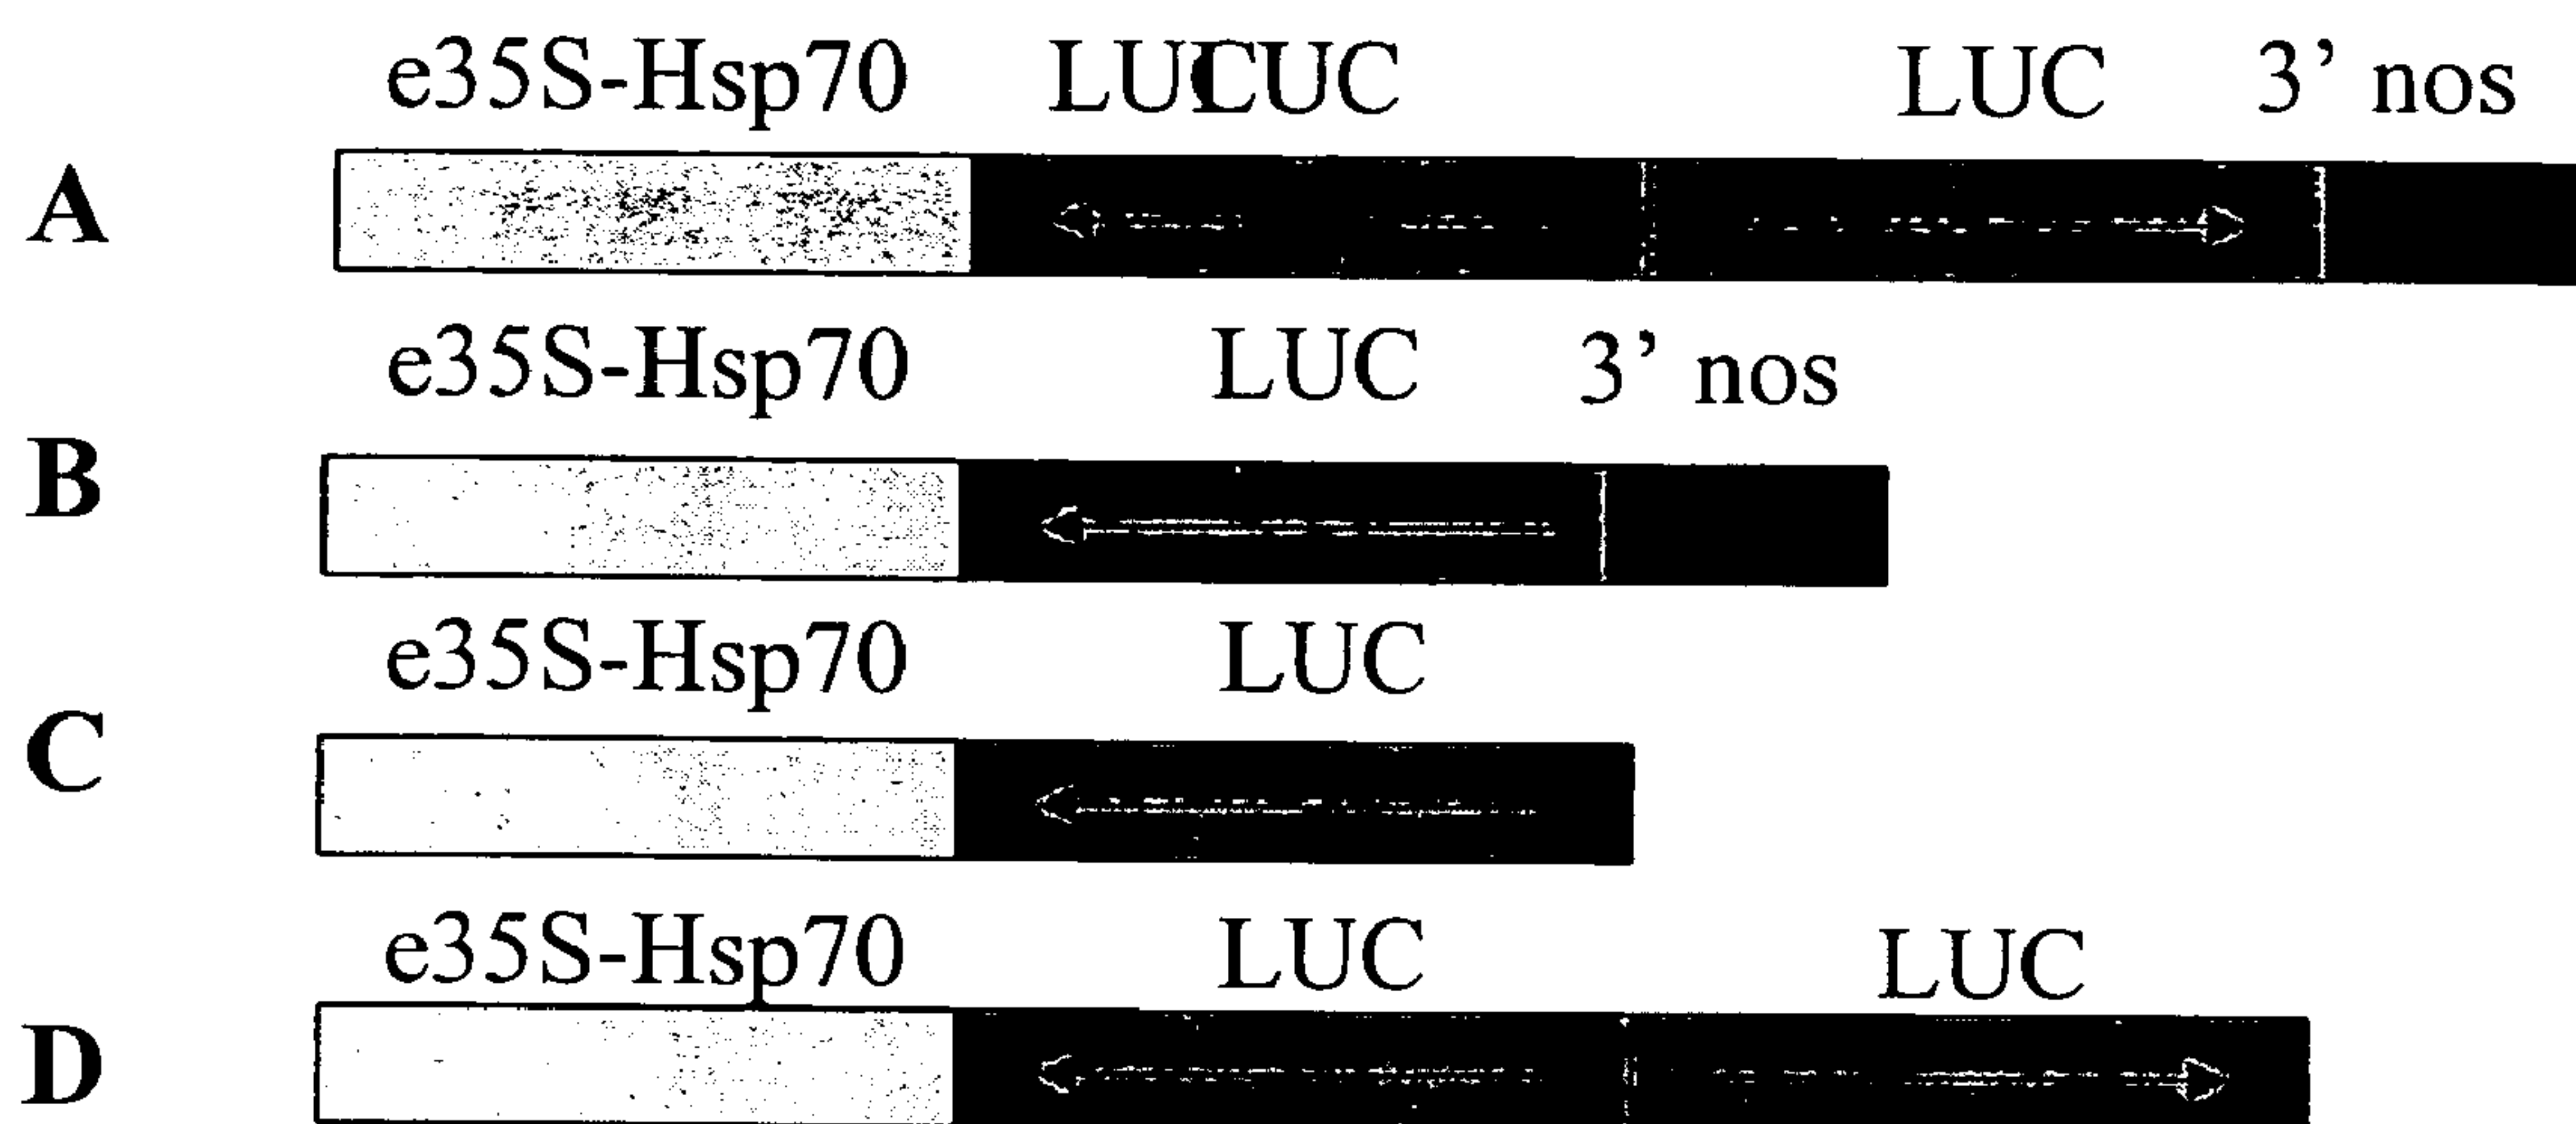 e35S-Hsp70 LUCLUC LUC 3’ nos
A
e35S-Hsp70 LUC 3’ nos
B
e35S-Hsp70 LUC
C
e35S-Hsp70 LUC LUC
D